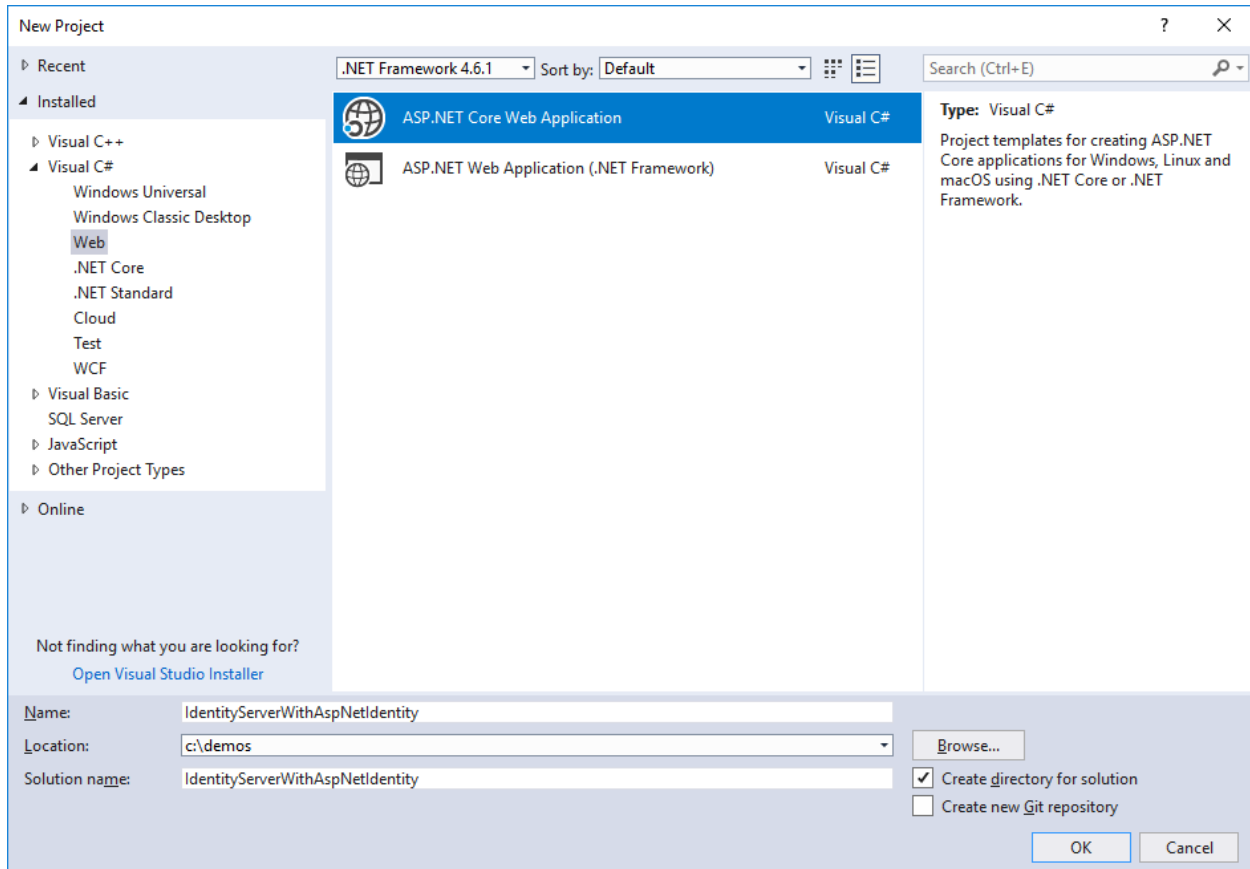 New Project
?
Recent
Installed
Visual C++
Visual C#
Windows Universal
Windows Classic Desktop
Web
.NET Core
.NET Standard
Cloud
Test
WCF
Visual Basic
SQL Server
JavaScript
Other Project Types
Online
Not finding what you are looking for?
Open Visual Studio Installer
.NET Framework 4.6.1 Sort by: Default
ASP.NET Core Web Application Visual C#
ASP.NET Web Application (.NET Framework) Visual C#
Search (Ctrl+E)
Type: Visual C#
Project templates for creating ASP.NET
Core applications for Windows, Linux and
macOS using .NET Core or .NET
Framework.
Name: IdentityServerWithAspNetIdentity
Location: c:\demos Browse...
Solution name: IdentityServerWithAspNetIdentity Create directory for solution
Create new Git repository
OK Cancel